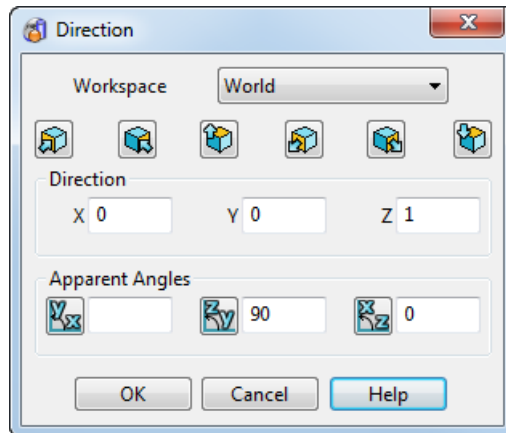 Direction
Workspace World
Direction
X 0 Y 0 Z 1
Apparent Angles
y x z y 90 x z 0
OK Cancel Help